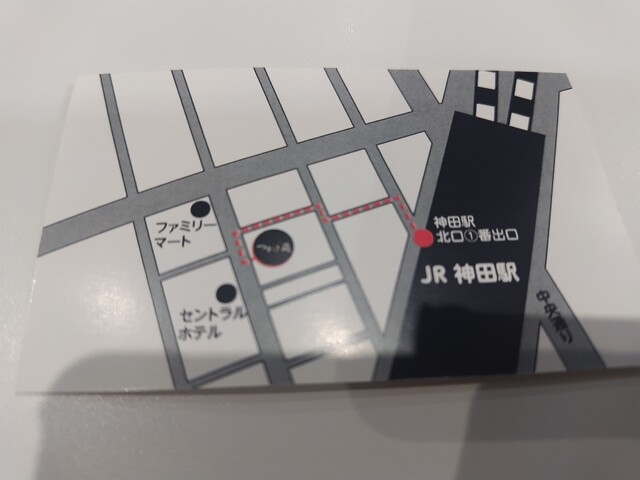 ファミリー
マート
神田駅
北口①番出口
JR 神田駅
セントラル
ホテル
中央通り